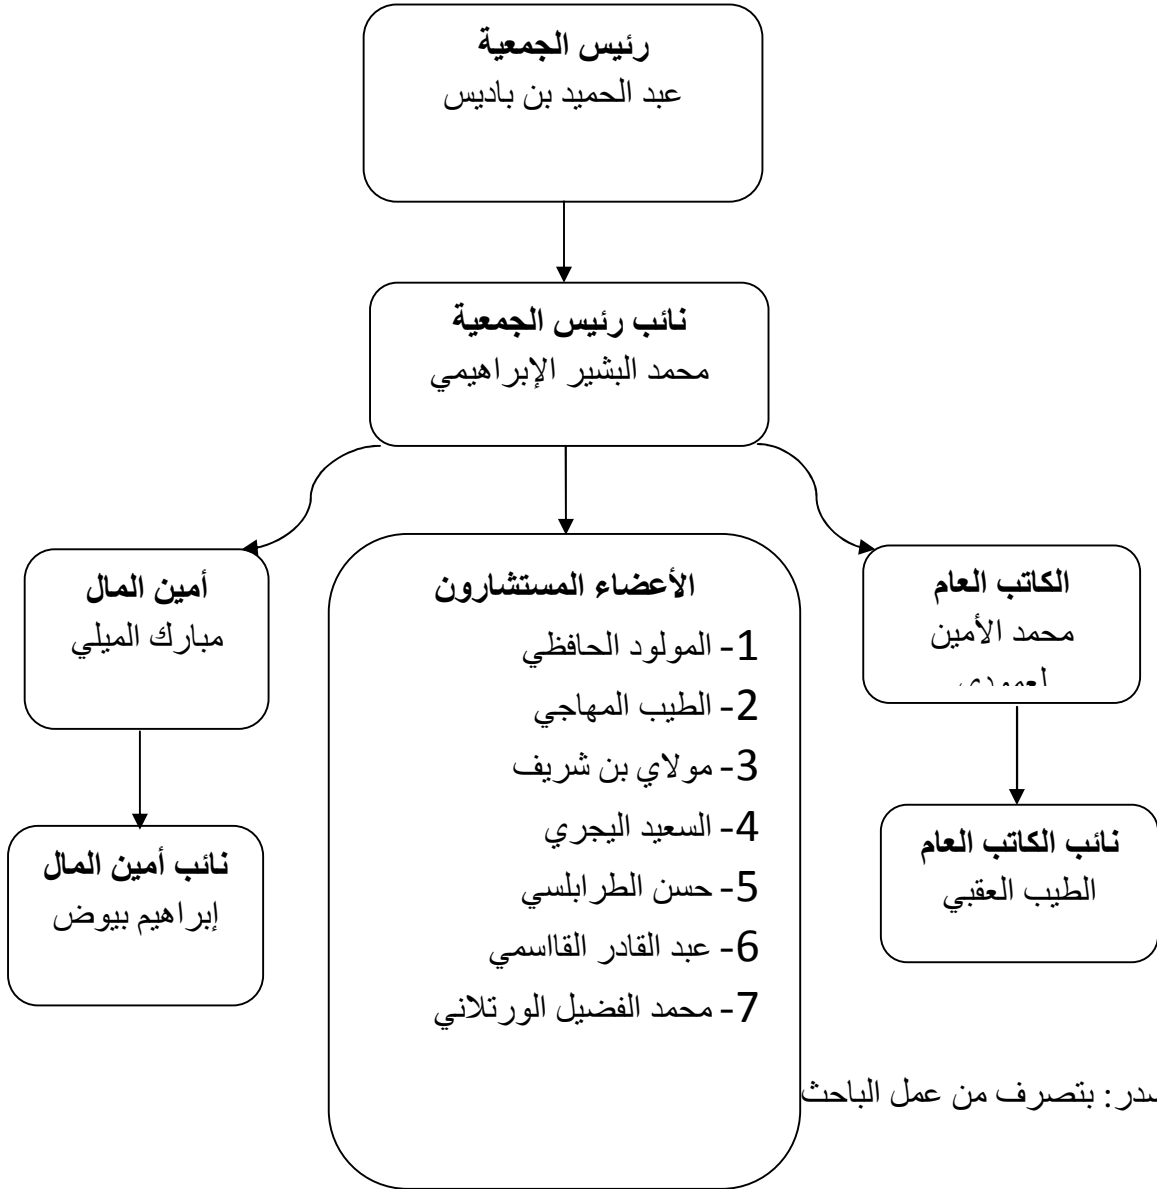 رئيس الجمعية
عبد الحميد بن باديس
نائب رئيس الجمعية
محمد البشير الإبراهيمي
الكاتب العام
محمد الأمين
نائب الكاتب العام
الطيب العقبي
الأعضاء المستشارون
1- المولود الحافظي
2- الطيب المهاجي
3- مولاي بن شريف
4- السعيد اليجري
5- حسن الطرابلسي
6- عبد القادر القااسمي
7- محمد الفضيل الورتلاني
أمين المال
مبارك الميلي
نائب أمين المال
إبراهيم بيوض
بتصرف من عمل الباحث